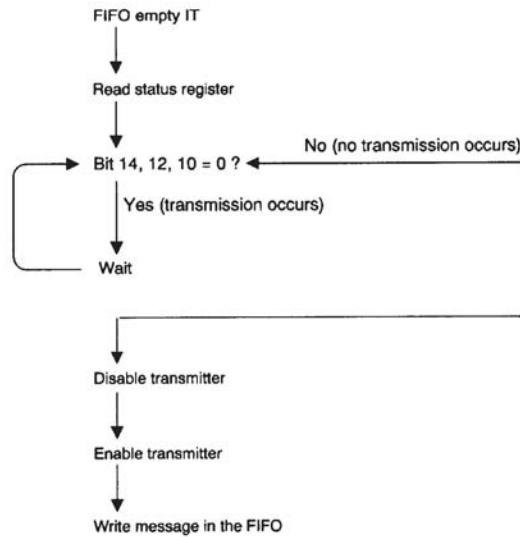 FIFO empty IT
Read status register
No (no transmission occurs)
Bit 14, 12, 10 = 0 ?
Yes (transmission occurs)
Wait
Disable transmitter
Enable transmitter
Write message in the FIFO